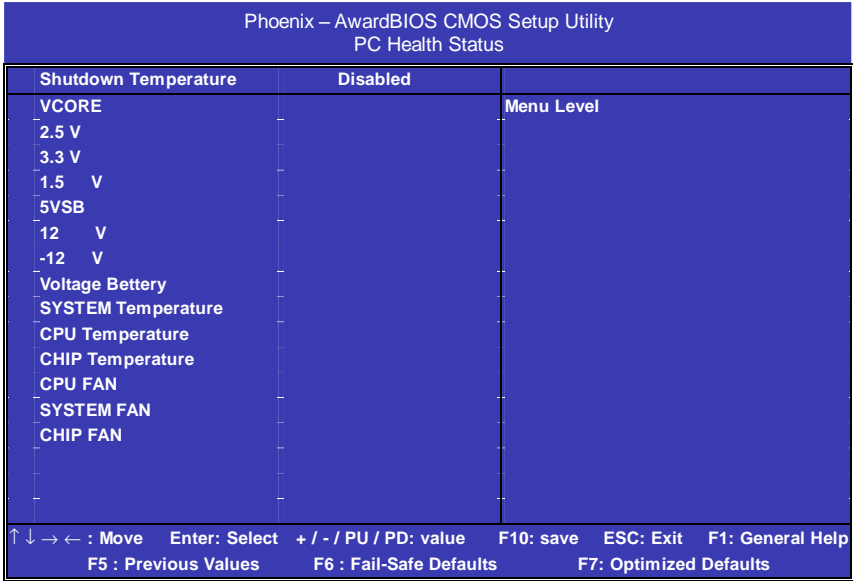 Phoenix – AwardBIOS CMOS Setup Utility
PC Health Status
Shutdown Temperature Disabled
VCORE Menu Level
2.5 V
3.3 V
1.5 V
5VSB
12 V
-12 V
Voltage Bettery
SYSTEM Temperature
CPU Temperature
CHIP Temperature
CPU FAN
SYSTEM FAN
CHIP FAN
↑↓→← : Move Enter: Select + / - / PU / PD: value F10: save ESC: Exit F1: General Help
F5 : Previous Values F6 : Fail-Safe Defaults F7: Optimized Defaults